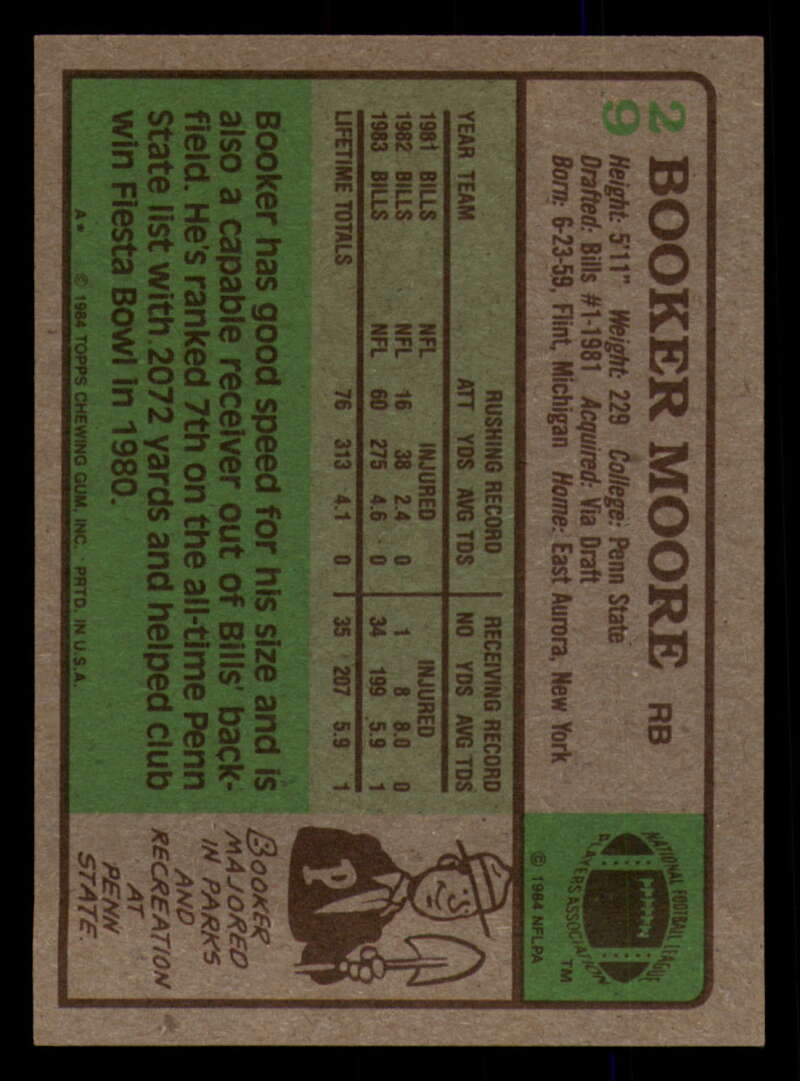 29
BOOKER MOORE RB
Height: 5'11" Weight: 229 College: Penn State
Drafted: Bills #1-1981 Acquired: Via Draft
Born: 6-23-59, Flint, Michigan Home: East Aurora, New York
NATIONAL FOOTBALL LEAGUE
PLAYERS ASSOCIATION
TM
© 1984 NFLPA
RUSHING RECORD RECEIVING RECORD
YEAR TEAM ATT YDS AVG TDS NO YDS AVG TDS
1981 BILLS NFL INJURED INJURED
1982 BILLS NFL 16 38 2.4 0 1 8 8.0 0
1983 BILLS NFL 60 275 4.6 0 34 199 5.9 1
LIFETIME TOTALS 76 313 4.1 0 35 207 5.9 1
Booker has good speed for his size and is
also a capable receiver out of Bills' back-
field. He's ranked 7th on the all-time Penn
State list with 2072 yards and helped club
win Fiesta Bowl in 1980.
A* © 1984 TOPPS CHEWING GUM, INC. PRTD. IN U.S.A.
P
BOOKER
MAJORED
IN PARKS
AND
RECREATION
AT
PENN
STATE.